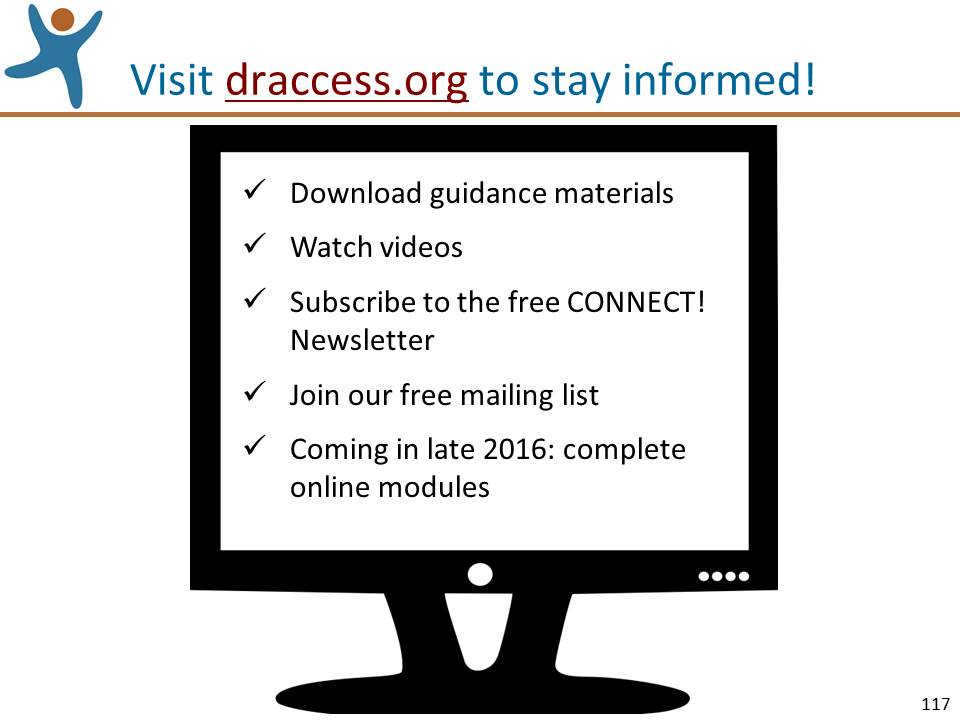 Visit draccess.org to stay informed!
✓ Download guidance materials
✓ Watch videos
✓ Subscribe to the free CONNECT!
Newsletter
✓ Join our free mailing list
✓ Coming in late 2016: complete
online modules
117